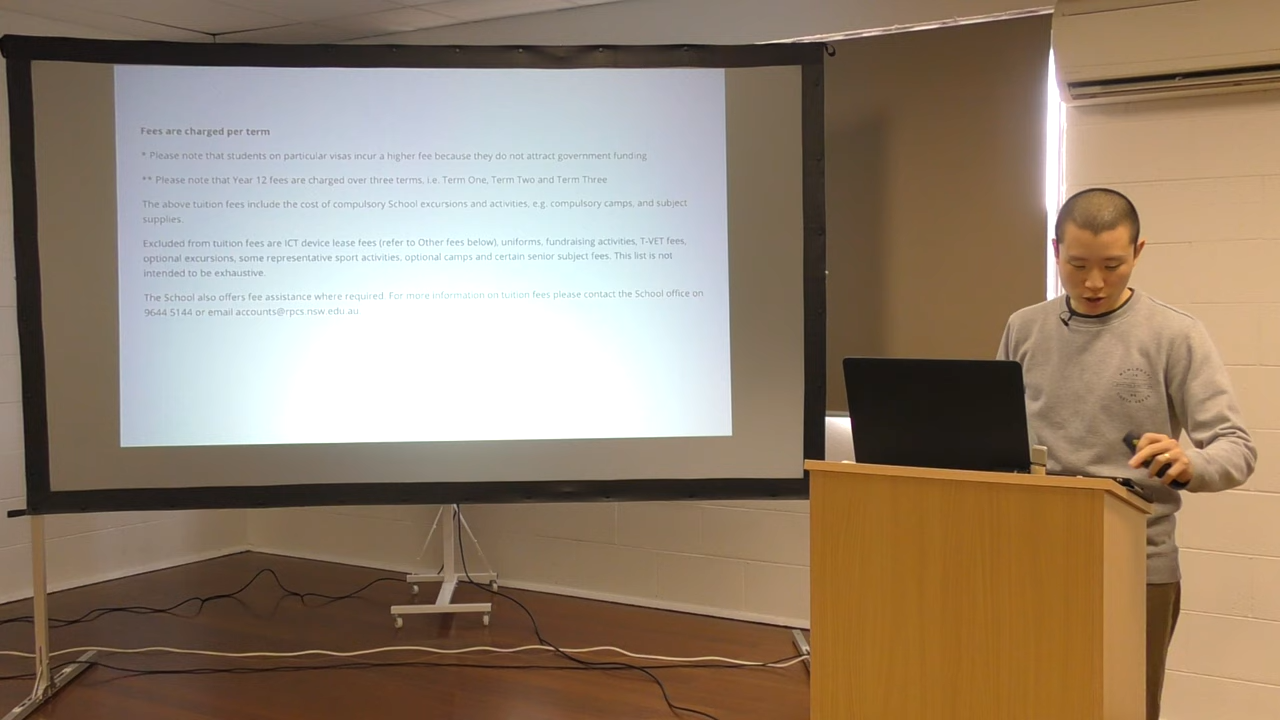 Fees are charged per term
* Please note that students on particular visas incur a higher fee because they do not attract government funding
** Please note that Year 12 fees are charged over three terms, i.e. Term One, Term Two and Term Three
The above tuition fees include the cost of compulsory School excursions and activities, e.g. compulsory camps, and subject
supplies.
Excluded from tuition fees are ICT device lease fees (refer to Other fees below), uniforms, fundraising activities, T-VET fees,
optional excursions, some representative sport activities, optional camps and certain senior subject fees. This list is not
intended to be exhaustive.
The School also offers fee assistance where required. For more information on tuition fees please contact the School office on
9644 5144 or email accounts@rpcs.nsw.edu.au